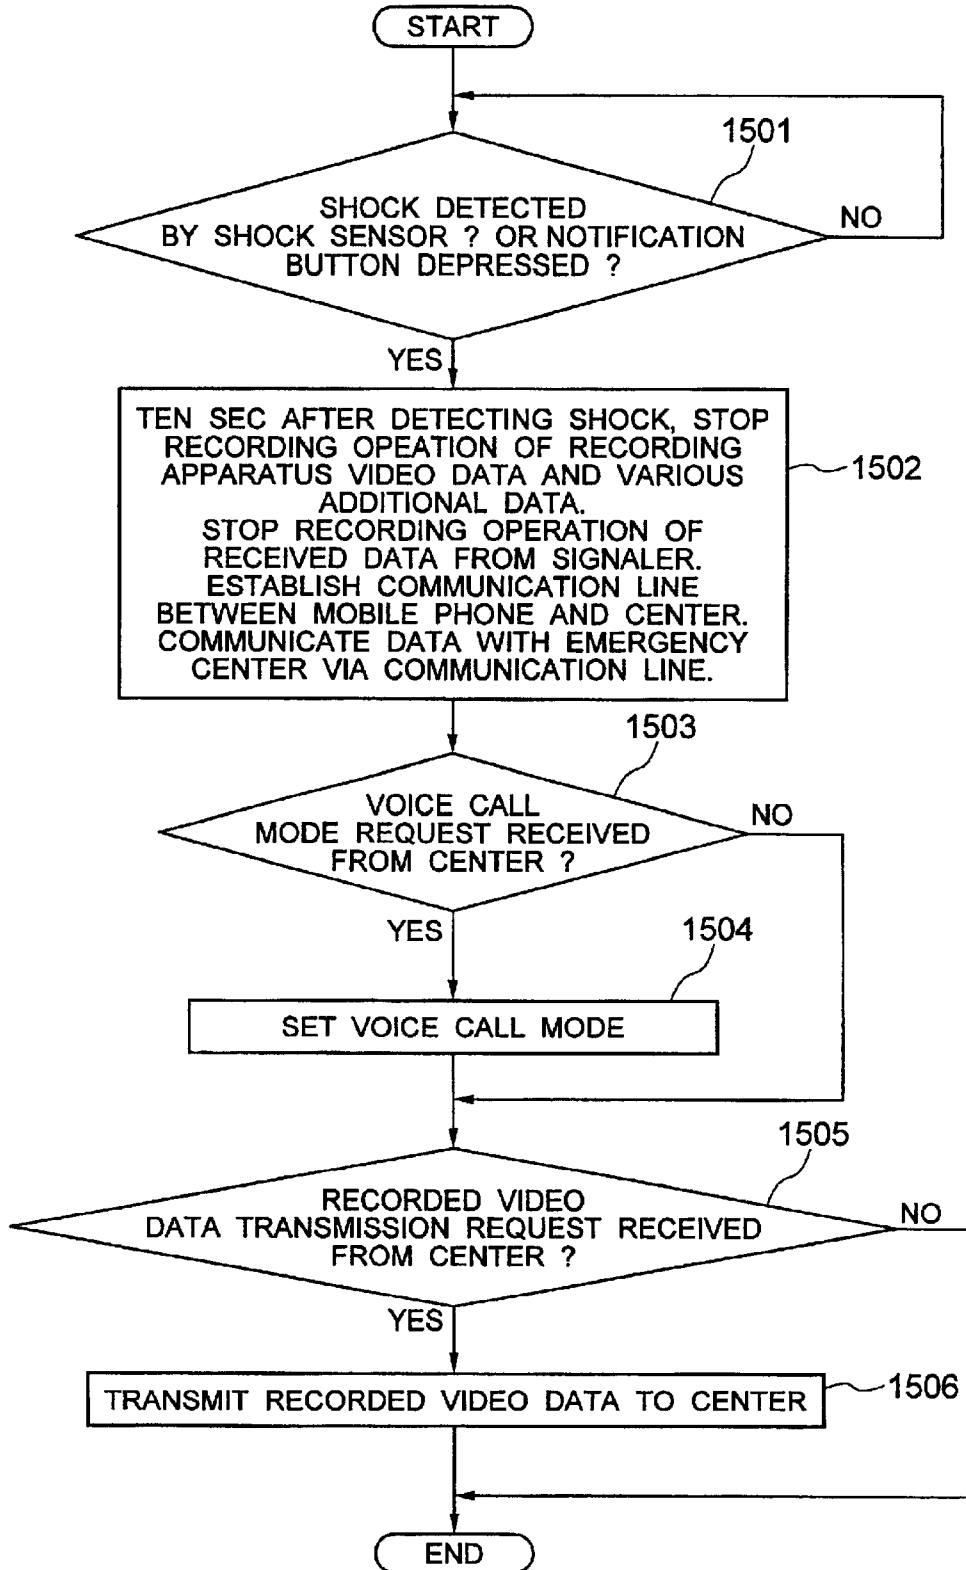 START
1501
SHOCK DETECTED
BY SHOCK SENSOR ? OR NOTIFICATION
BUTTON DEPRESSED ?
NO
YES
TEN SEC AFTER DETECTING SHOCK, STOP
RECORDING OPEATION OF RECORDING
APPARATUS VIDEO DATA AND VARIOUS
ADDITIONAL DATA.
STOP RECORDING OPERATION OF
RECEIVED DATA FROM SIGNALER.
ESTABLISH COMMUNICATION LINE
BETWEEN MOBILE PHONE AND CENTER.
COMMUNICATE DATA WITH EMERGENCY
CENTER VIA COMMUNICATION LINE.
1502
1503
VOICE CALL
MODE REQUEST RECEIVED
FROM CENTER ?
NO
YES
1504
SET VOICE CALL MODE
1505
RECORDED VIDEO
DATA TRANSMISSION REQUEST RECEIVED
FROM CENTER ?
NO
YES
TRANSMIT RECORDED VIDEO DATA TO CENTER
1506
END